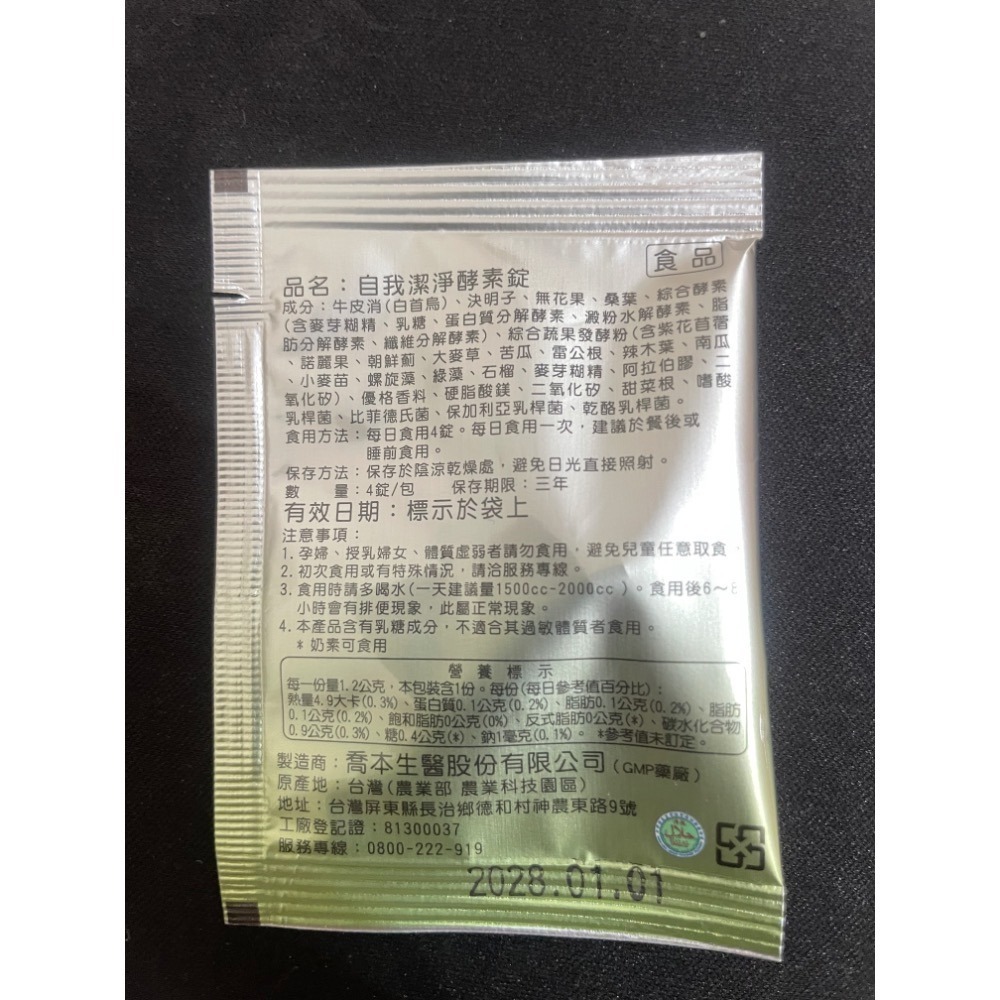 食品
品名：自我潔淨酵素錠
成分：牛皮消(白首烏)、決明子、無花果、桑葉、綜合酵素
(含麥芽糊精、乳糖、蛋白質分解酵素、澱粉水解酵素、脂
肪分解酵素、纖維分解酵素)、綜合蔬果發酵粉(含紫花苜蓿
、諾麗果、朝鮮薊、大麥草、苦瓜、雷公根、辣木葉、南瓜
、小麥苗、螺旋藻、綠藻、石榴、麥芽糊精、阿拉伯膠、二
氧化矽)、優格香料、硬脂酸鎂、二氧化矽、甜菜根、嗜酸
乳桿菌、比菲德氏菌、保加利亞乳桿菌、乾酪乳桿菌。
食用方法：每日食用4錠。每日食用一次，建議於餐後或
睡前食用。
保存方法：保存於陰涼乾燥處，避免日光直接照射。
數　　量：4錠/包　　保存期限：三年
有效日期：標示於袋上
注意事項：
1. 孕婦、授乳婦女、體質虛弱者請勿食用，避免兒童任意取食
2. 初次食用或有特殊情況，請洽服務專線。
3. 食用時請多喝水(一天建議量1500cc-2000cc )。食用後6～8
小時會有排便現象，此屬正常現象。
4. 本產品含有乳糖成分，不適合其過敏體質者食用。
* 奶素可食用
營 養 標 示
每一份量1.2公克，本包裝含1份。每份(每日參考值百分比)：
熱量4.9大卡(0.3%)、蛋白質0.1公克(0.2%)、脂肪0.1公克(0.2%)、脂肪
0.1公克(0.2%)、飽和脂肪0公克(0%)、反式脂肪0公克(*)、碳水化合物
0.9公克(0.3%)、糖0.4公克(*)、鈉1毫克(0.1%)。 *參考值未訂定。
製造商：喬本生醫股份有限公司(GMP藥廠)
原產地：台灣(農業部 農業科技園區)
地址：台灣屏東縣長治鄉德和村神農東路9號
工廠登記證：81300037
服務專線：0800-222-919
2028.01.01